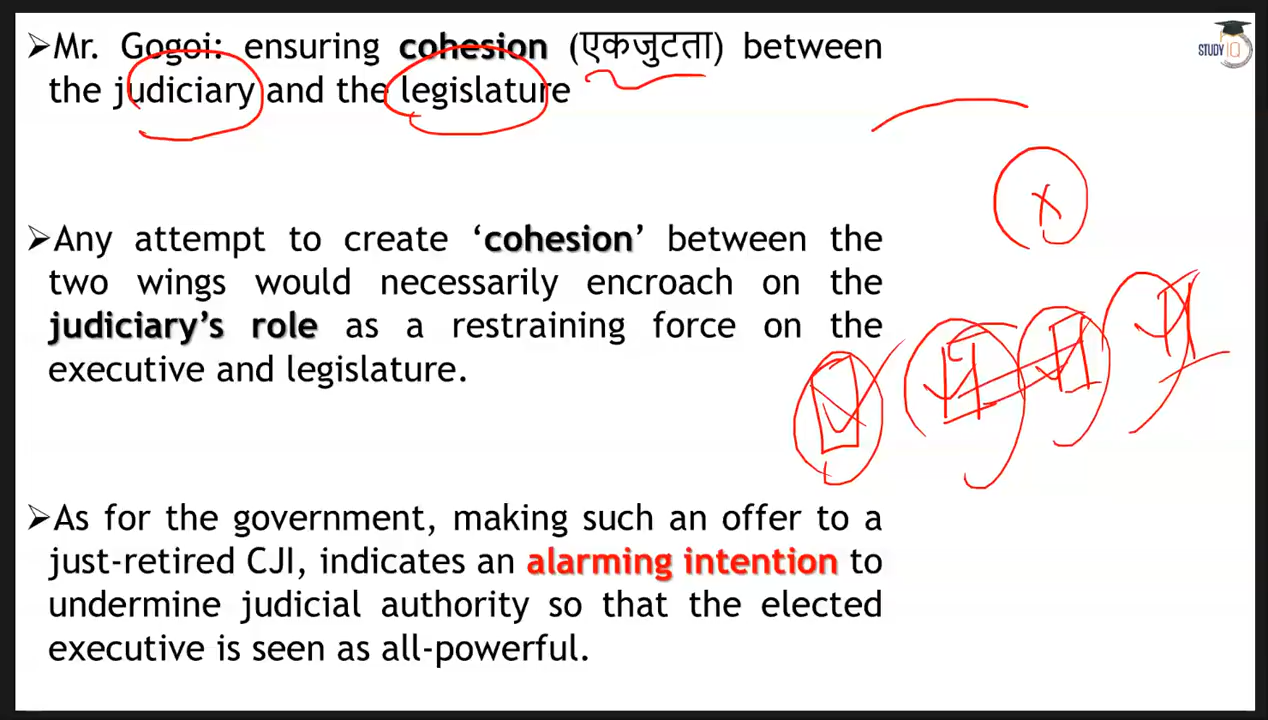 ➢Mr. Gogoi: ensuring cohesion (एकजुटता) between
the judiciary and the legislature
➢Any attempt to create ‘cohesion’ between the
two wings would necessarily encroach on the
judiciary’s role as a restraining force on the
executive and legislature.
➢As for the government, making such an offer to a
just-retired CJI, indicates an alarming intention to
undermine judicial authority so that the elected
executive is seen as all-powerful.
STUDY IQ